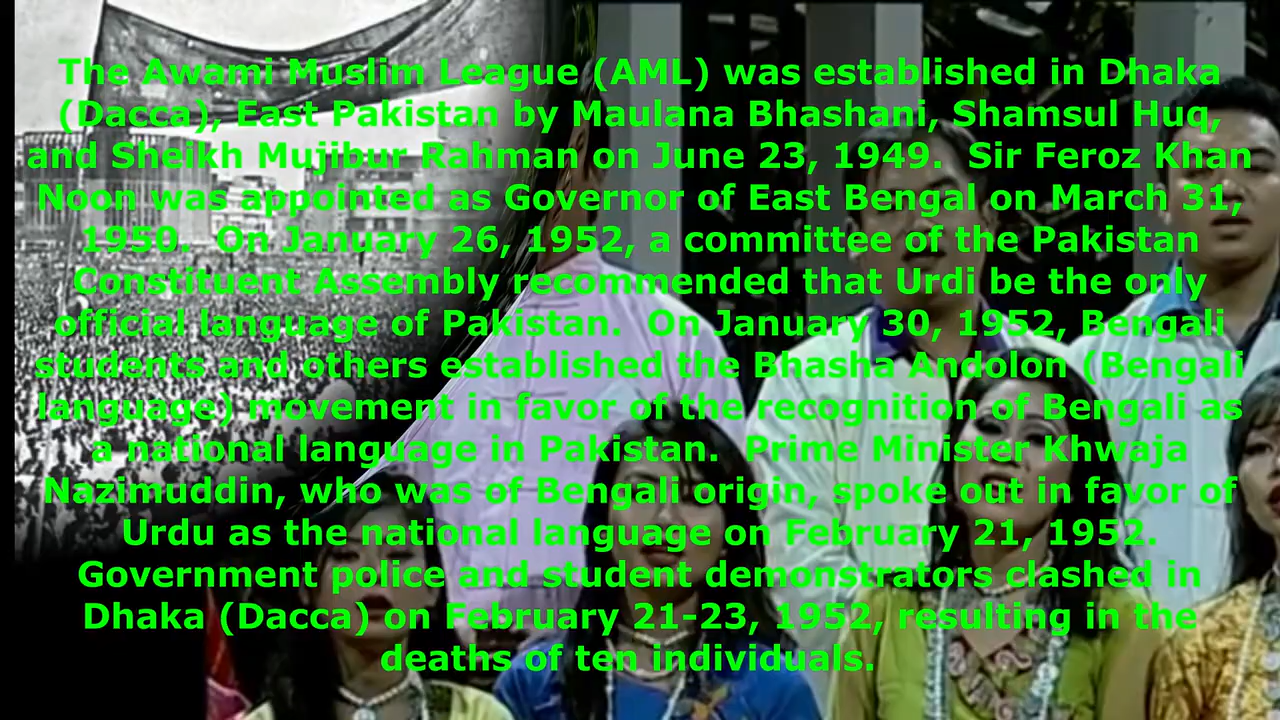 The Awami Muslim League (AML) was established in Dhaka
(Dacca), East Pakistan by Maulana Bhashani, Shamsul Huq,
and Sheikh Mujibur Rahman on June 23, 1949.  Sir Feroz Khan
Noon was appointed as Governor of East Bengal on March 31,
1950.  On January 26, 1952, a committee of the Pakistan
Constituent Assembly recommended that Urdi be the only
official language of Pakistan.  On January 30, 1952, Bengali
students and others established the Bhasha Andolon (Bengali
language) movement in favor of the recognition of Bengali as
a national language in Pakistan.  Prime Minister Khwaja
Nazimuddin, who was of Bengali origin, spoke out in favor of
Urdu as the national language on February 21, 1952.
Government police and student demonstrators clashed in
Dhaka (Dacca) on February 21-23, 1952, resulting in the
deaths of ten individuals.